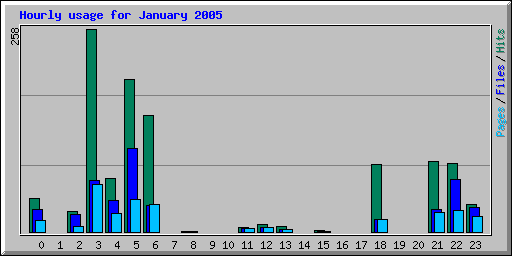 Hourly usage for January 2005
258
Pages/Files/Hits
0 1 2 3 4 5 6 7 8 9 10 11 12 13 14 15 16 17 18 19 20 21 22 23